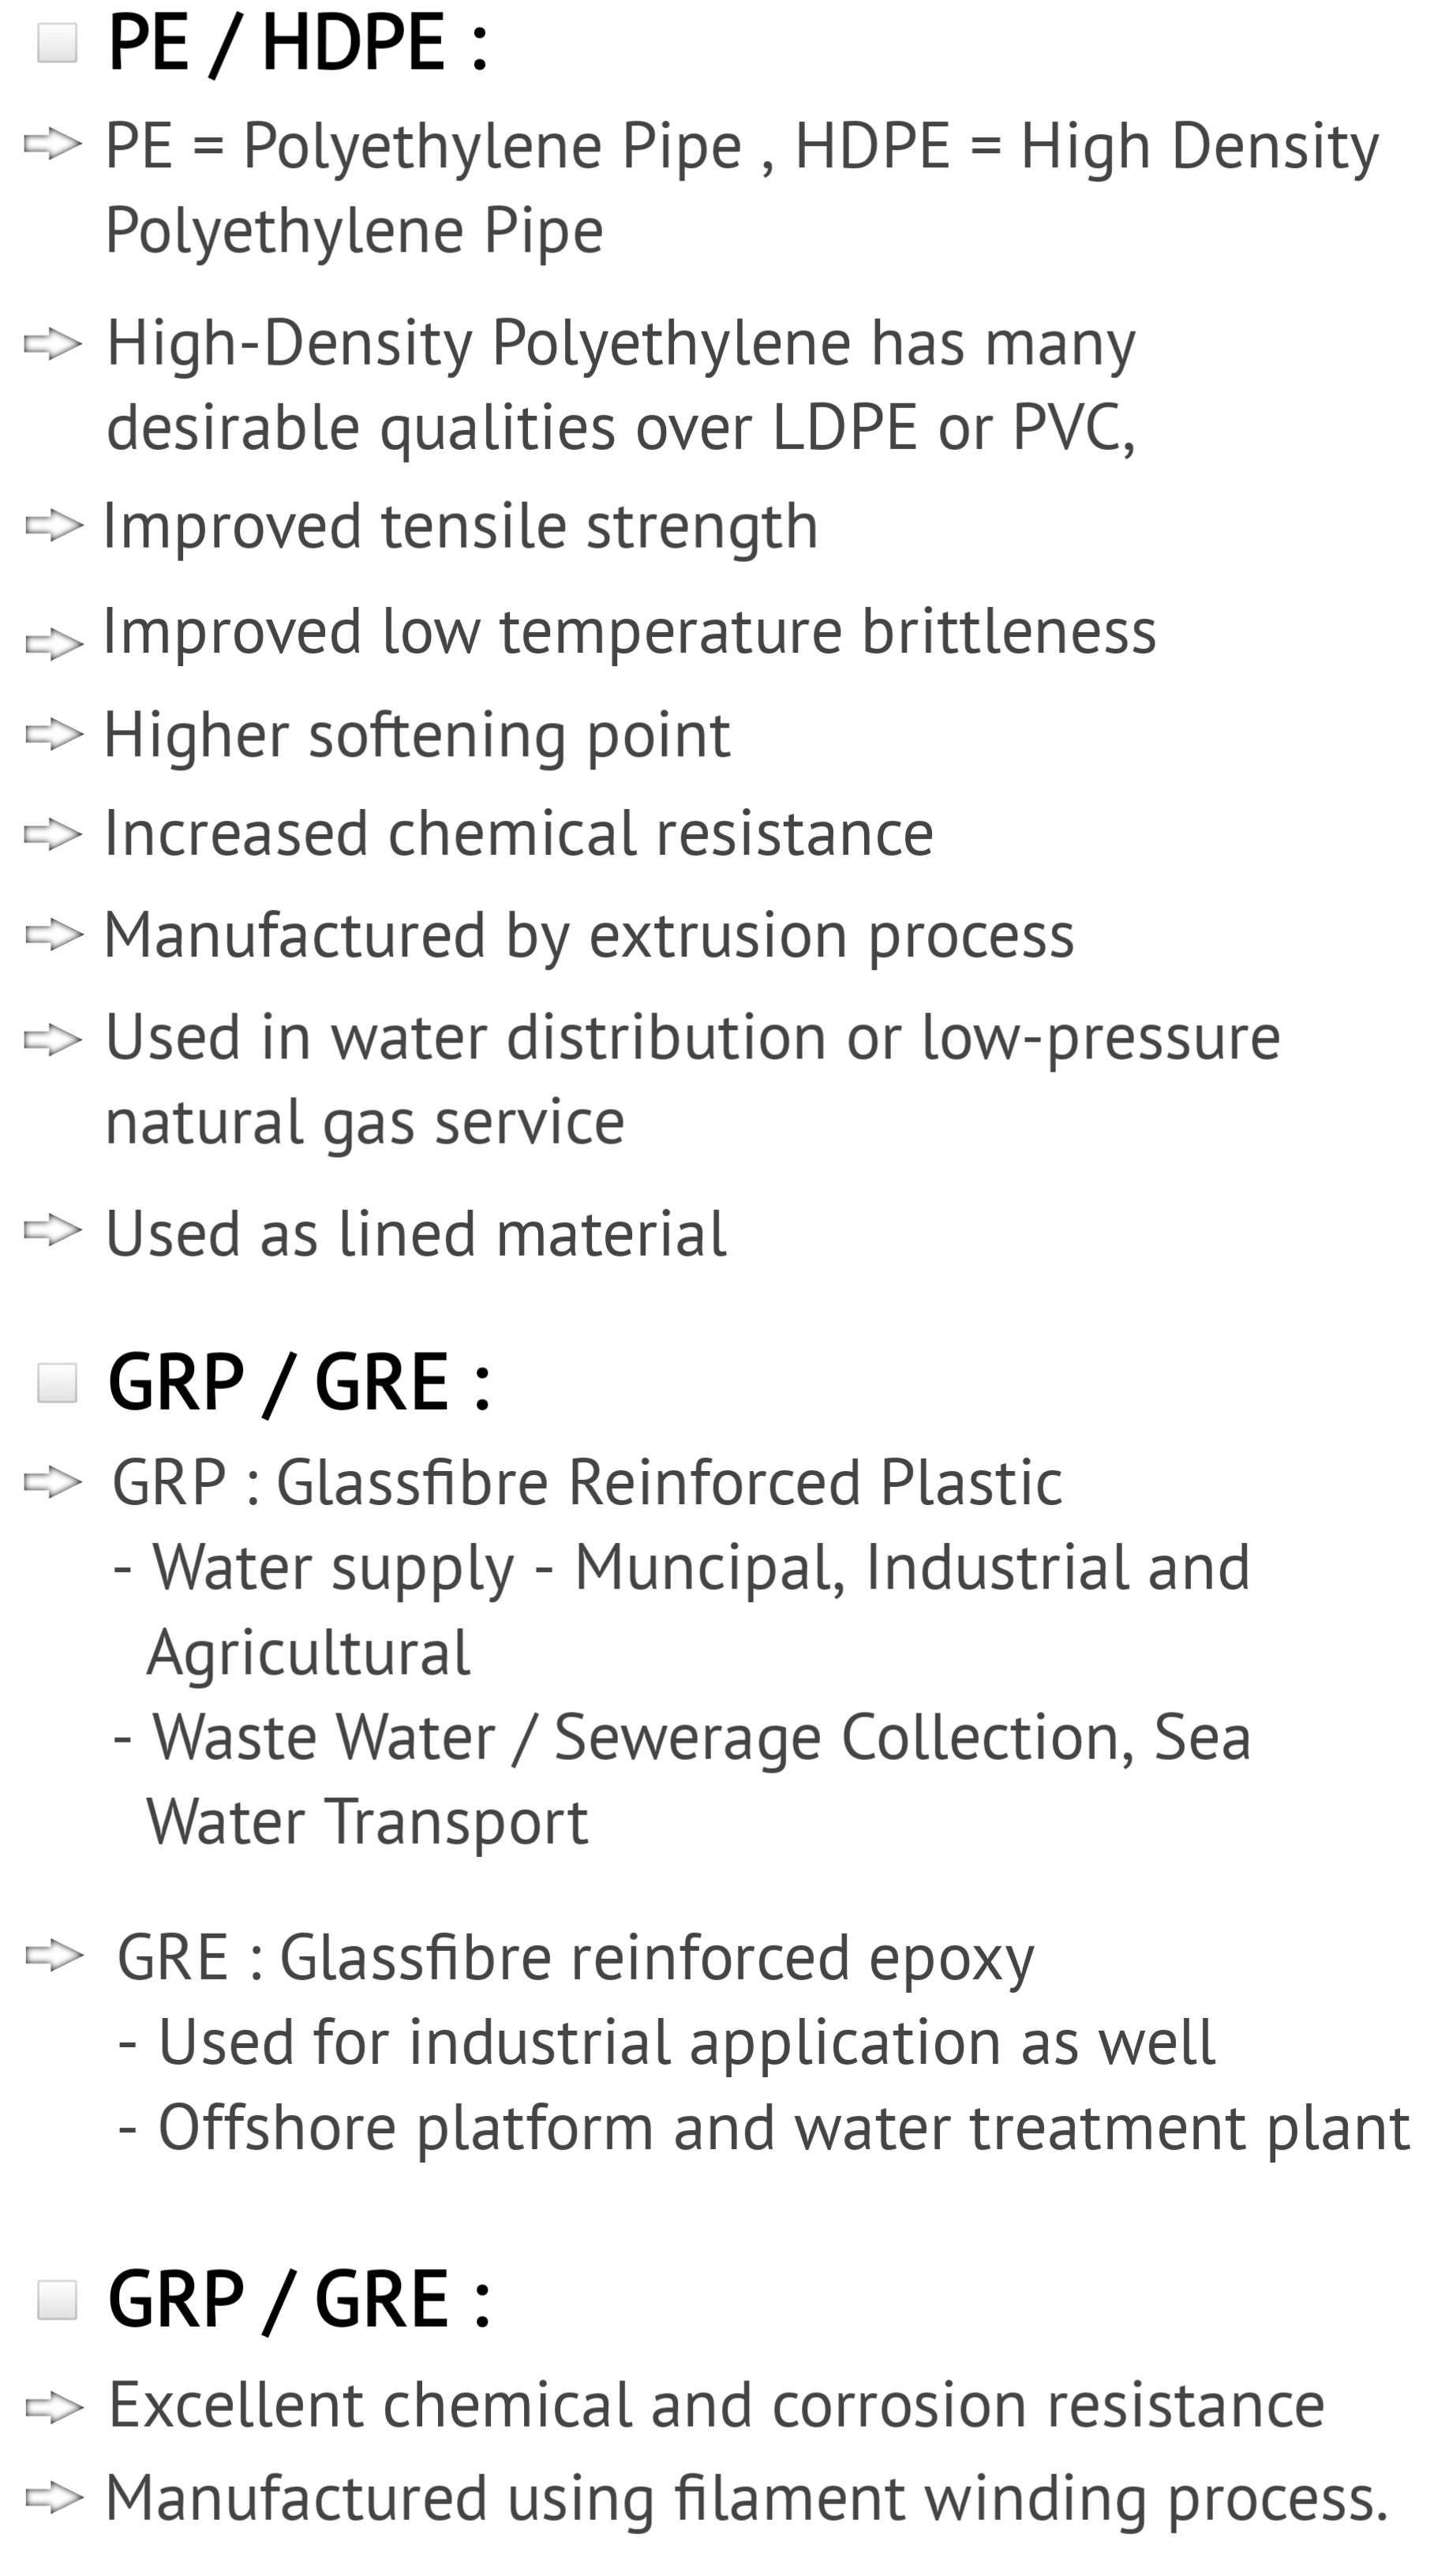 PE / HDPE :
PE = Polyethylene Pipe , HDPE = High Density
Polyethylene Pipe
High-Density Polyethylene has many
desirable qualities over LDPE or PVC,
Improved tensile strength
Improved low temperature brittleness
Higher softening point
Increased chemical resistance
Manufactured by extrusion process
Used in water distribution or low-pressure
natural gas service
Used as lined material
GRP / GRE :
GRP : Glassfibre Reinforced Plastic
- Water supply - Muncipal, Industrial and
Agricultural
- Waste Water / Sewerage Collection, Sea
Water Transport
GRE : Glassfibre reinforced epoxy
- Used for industrial application as well
- Offshore platform and water treatment plant
GRP / GRE :
Excellent chemical and corrosion resistance
Manufactured using filament winding process.